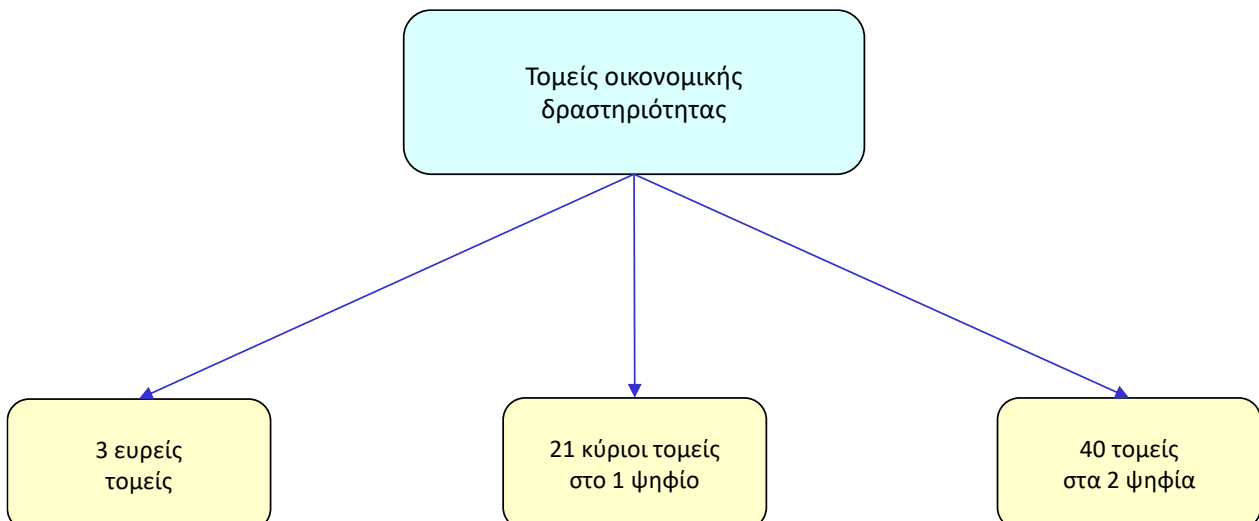 Τομείς οικονομικής
δραστηριότητας
3 ευρείς
τομείς
21 κύριοι τομείς
στο 1 ψηφίο
40 τομείς
στα 2 ψηφία